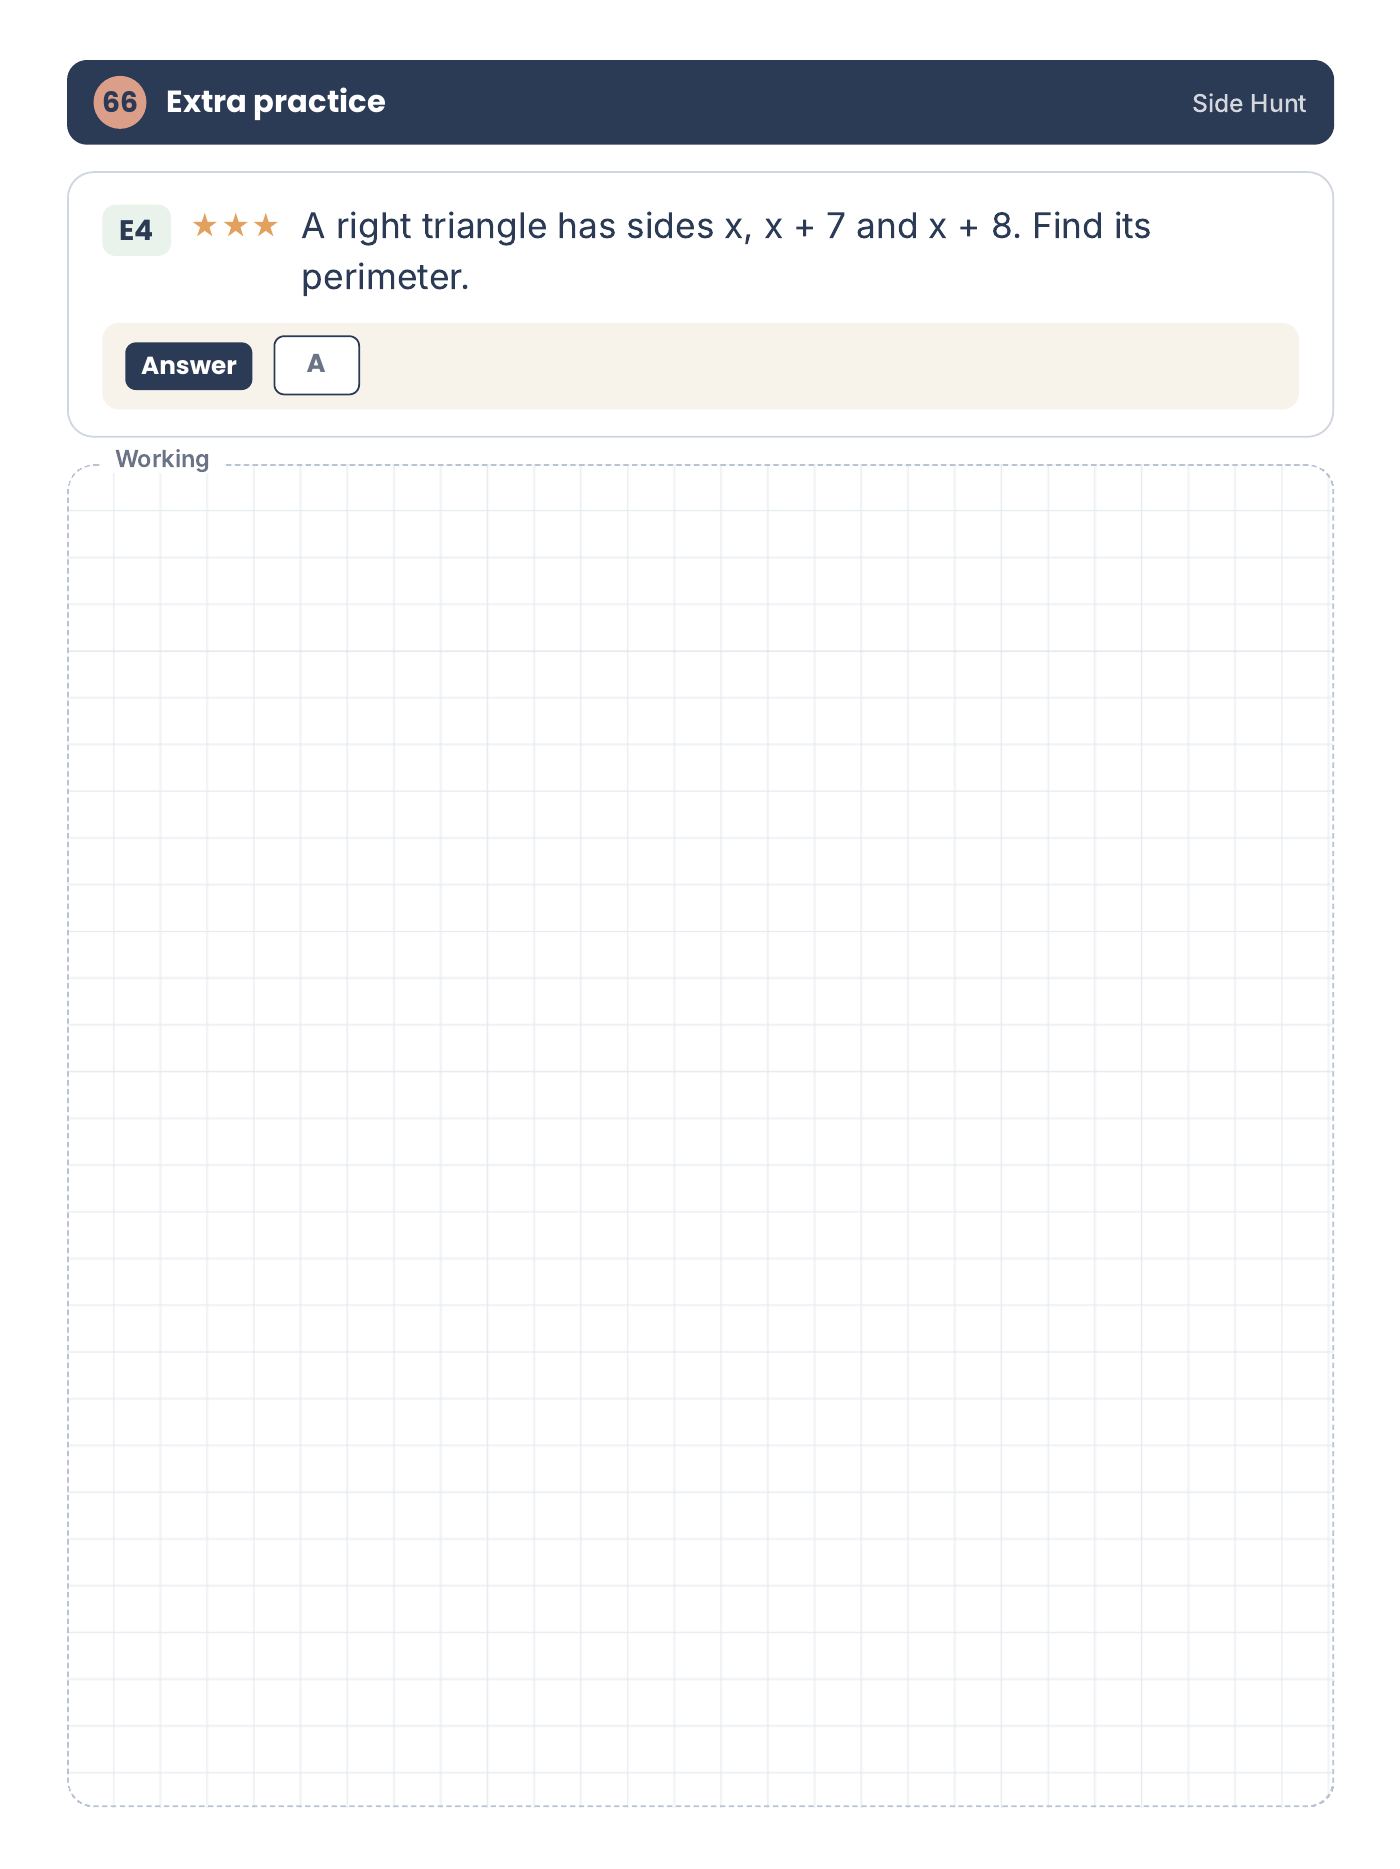 66 Extra practice Side Hunt
E4 ★★★ A right triangle has sides x, x + 7 and x + 8. Find its
perimeter.
Answer A
Working